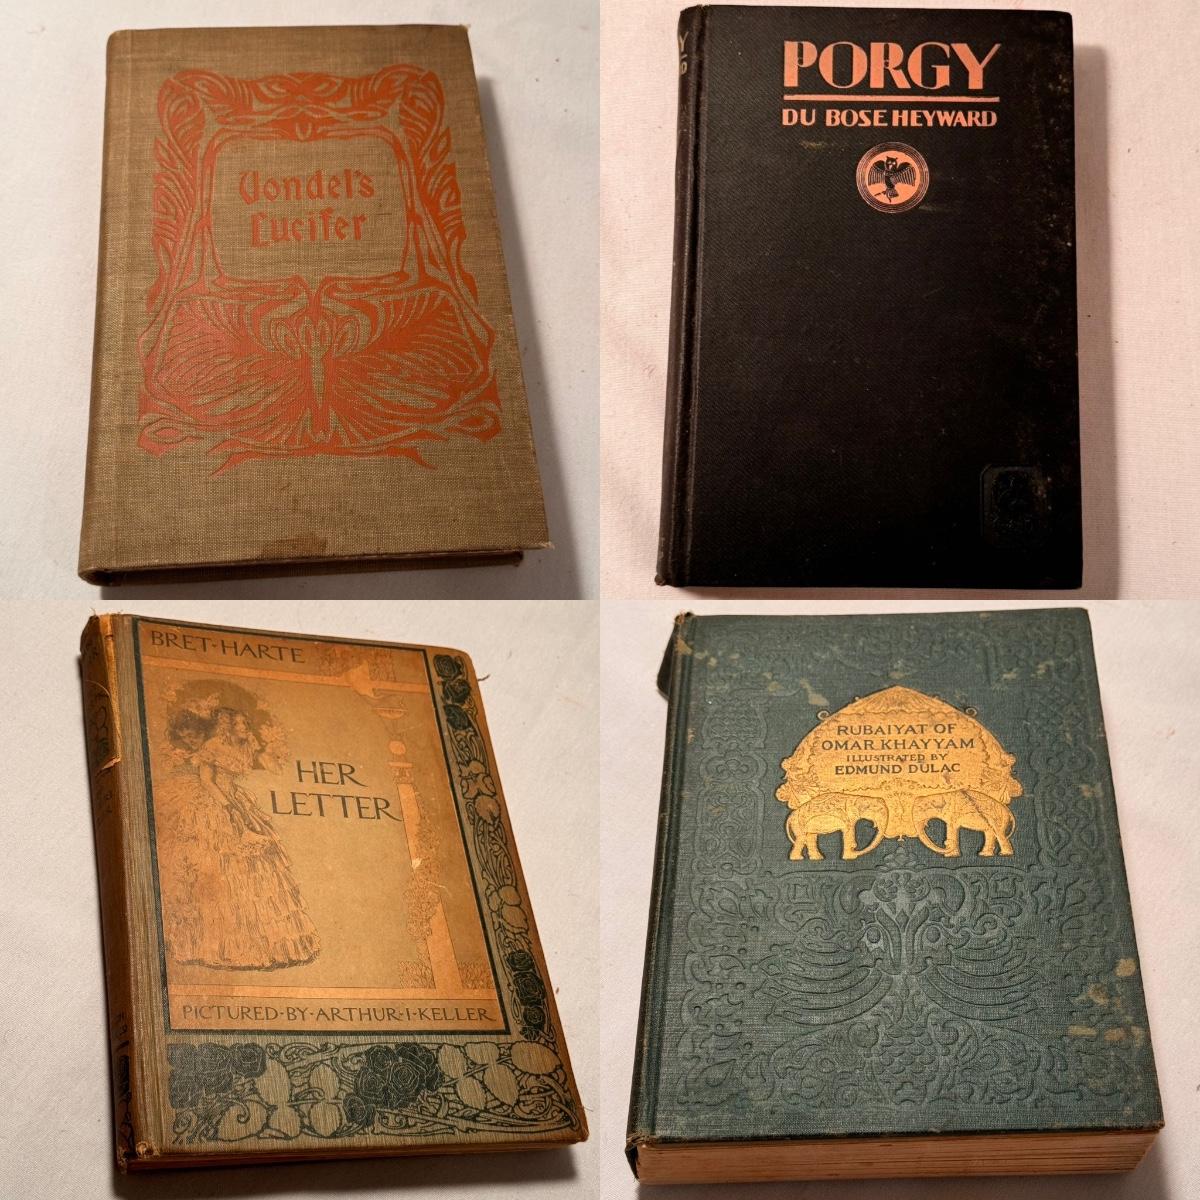 Vondel's
Lucifer
PORGY
DU BOSE HEYWARD
BRET·HARTE
HER
LETTER
PICTURED·BY·ARTHUR·I·KELLER
RUBAIYAT OF
OMAR KHAYYAM
ILLUSTRATED BY
EDMUND DULAC